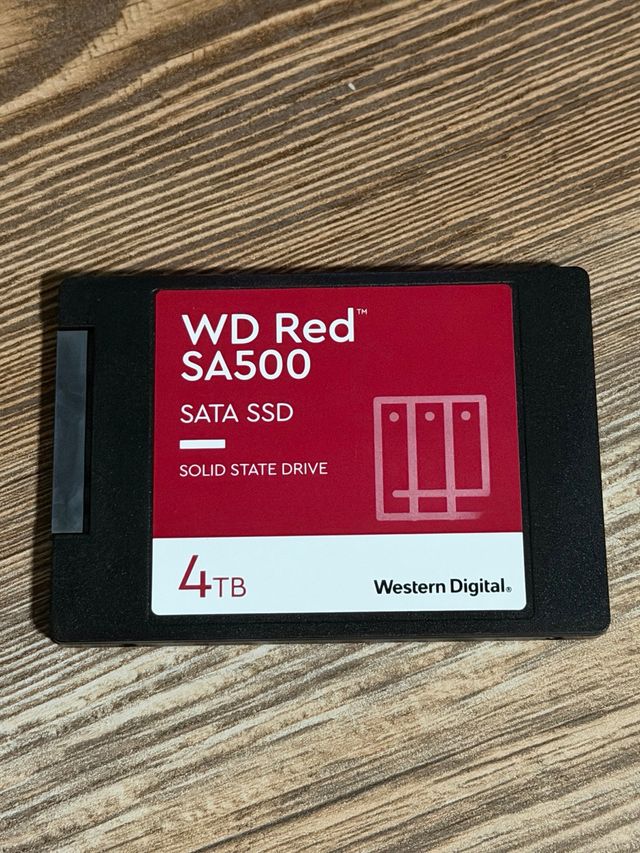 WD Red™
SA500
SATA SSD
SOLID STATE DRIVE
4TB
Western Digital®